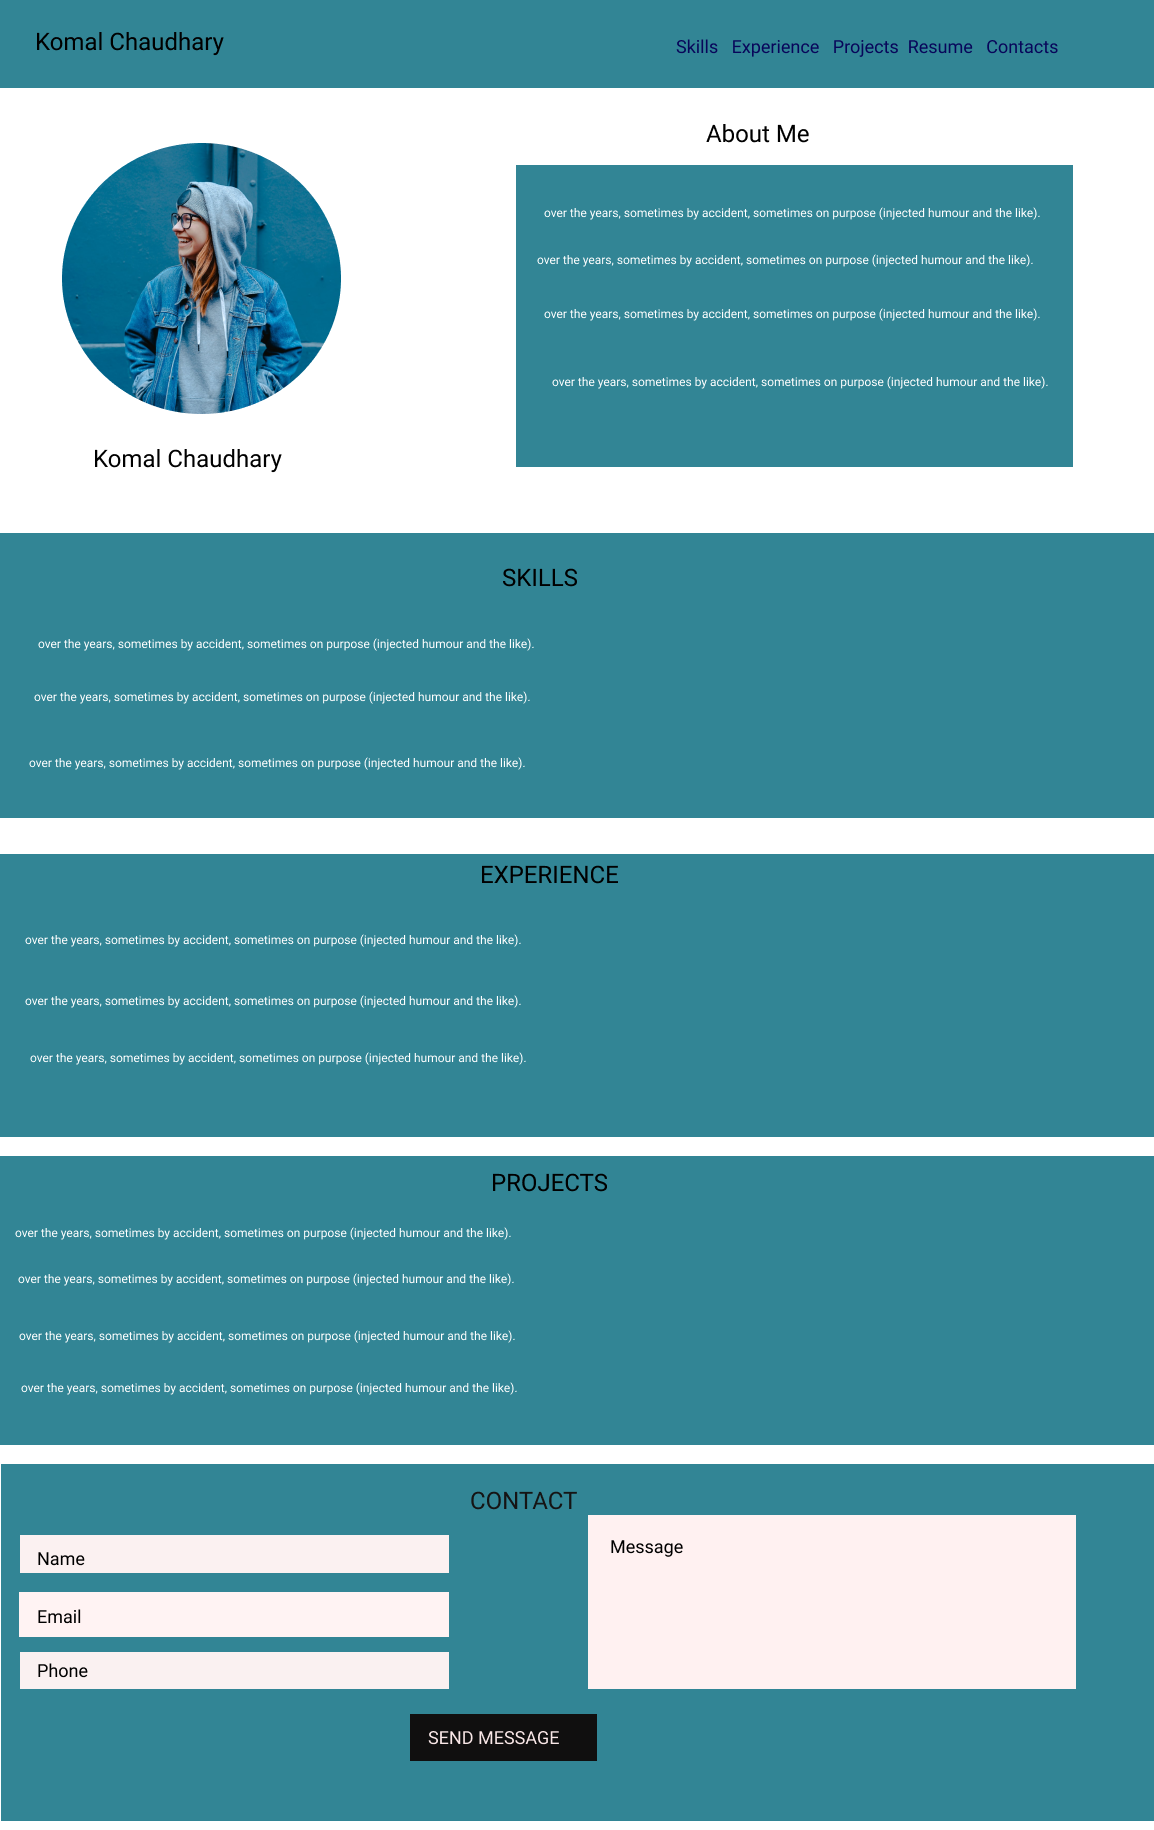 Komal Chaudhary
Skills Experience Projects Resume Contacts
About Me
over the years, sometimes by accident, sometimes on purpose (injected humour and the like).
over the years, sometimes by accident, sometimes on purpose (injected humour and the like).
over the years, sometimes by accident, sometimes on purpose (injected humour and the like).
over the years, sometimes by accident, sometimes on purpose (injected humour and the like).
Komal Chaudhary
SKILLS
over the years, sometimes by accident, sometimes on purpose (injected humour and the like).
over the years, sometimes by accident, sometimes on purpose (injected humour and the like).
over the years, sometimes by accident, sometimes on purpose (injected humour and the like).
EXPERIENCE
over the years, sometimes by accident, sometimes on purpose (injected humour and the like).
over the years, sometimes by accident, sometimes on purpose (injected humour and the like).
over the years, sometimes by accident, sometimes on purpose (injected humour and the like).
PROJECTS
over the years, sometimes by accident, sometimes on purpose (injected humour and the like).
over the years, sometimes by accident, sometimes on purpose (injected humour and the like).
over the years, sometimes by accident, sometimes on purpose (injected humour and the like).
over the years, sometimes by accident, sometimes on purpose (injected humour and the like).
CONTACT
Name
Email
Phone
Message
SEND MESSAGE